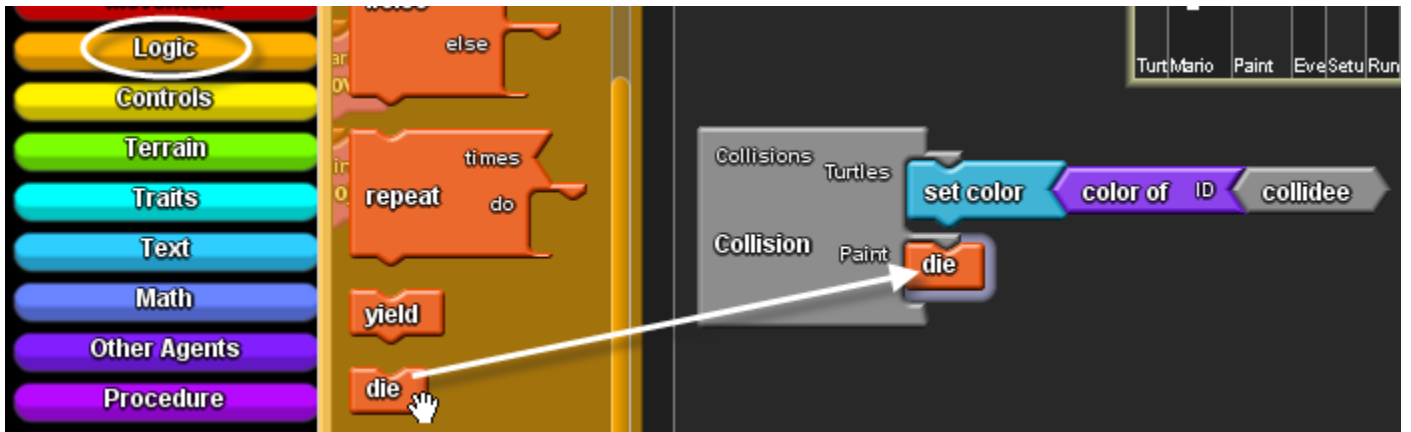 Logic
Controls
Terrain
Traits
Text
Math
Other Agents
Procedure
else
times
repeat
do
yield
die
Collisions
Turtles
set color
color of
ID
collidee
Collision
Paint
die
Turt
Mario
Paint
Eve
Setu
Run